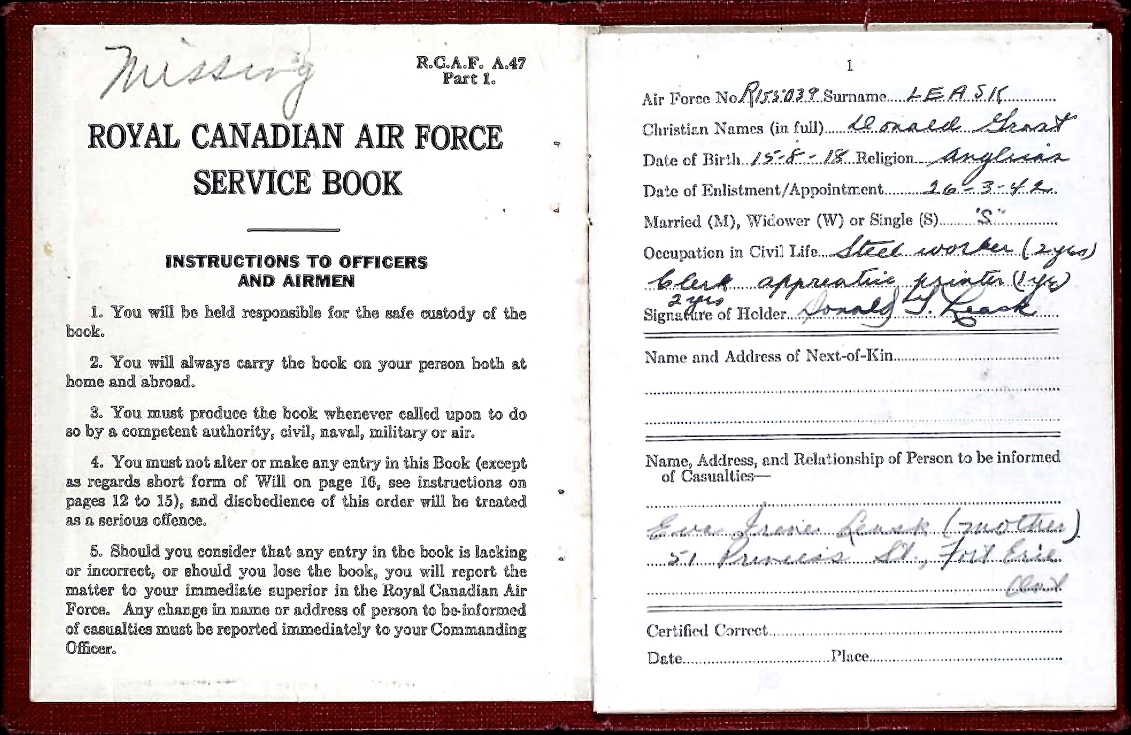 Missing
R.C.A.F. A.47
Part 1.
ROYAL CANADIAN AIR FORCE
SERVICE BOOK
INSTRUCTIONS TO OFFICERS
AND AIRMEN
1. You will be held responsible for the safe custody of the
book.
2. You will always carry the book on your person both at
home and abroad.
3. You must produce the book whenever called upon to do
so by a competent authority, civil, naval, military or air.
4. You must not alter or make any entry in this Book (except
as regards short form of Will on page 16, see instructions on
pages 12 to 15), and disobedience of this order will be treated
as a serious offence.
5. Should you consider that any entry in the book is lacking
or incorrect, or should you lose the book, you will report the
matter to your immediate superior in the Royal Canadian Air
Force. Any change in name or address of person to be informed
of casualties must be reported immediately to your Commanding
Officer.
1
Air Force No. R155039 Surname LEASK
Christian Names (in full) Donald Grant
Date of Birth 15-8-18 Religion Anglican
Date of Enlistment/Appointment 26-3-42
Married (M), Widower (W) or Single (S) "S"
Occupation in Civil Life Steel worker (2 yrs)
Clerk apprentice printer (1 yr)
2 yrs
Signature of Holder Donald G. Leask
Name and Address of Next-of-Kin
Name, Address, and Relationship of Person to be informed
of Casualties—
Eva Irene Leask (mother)
51 Princess St., Fort Erie
Ont
Certified Correct
Date Place